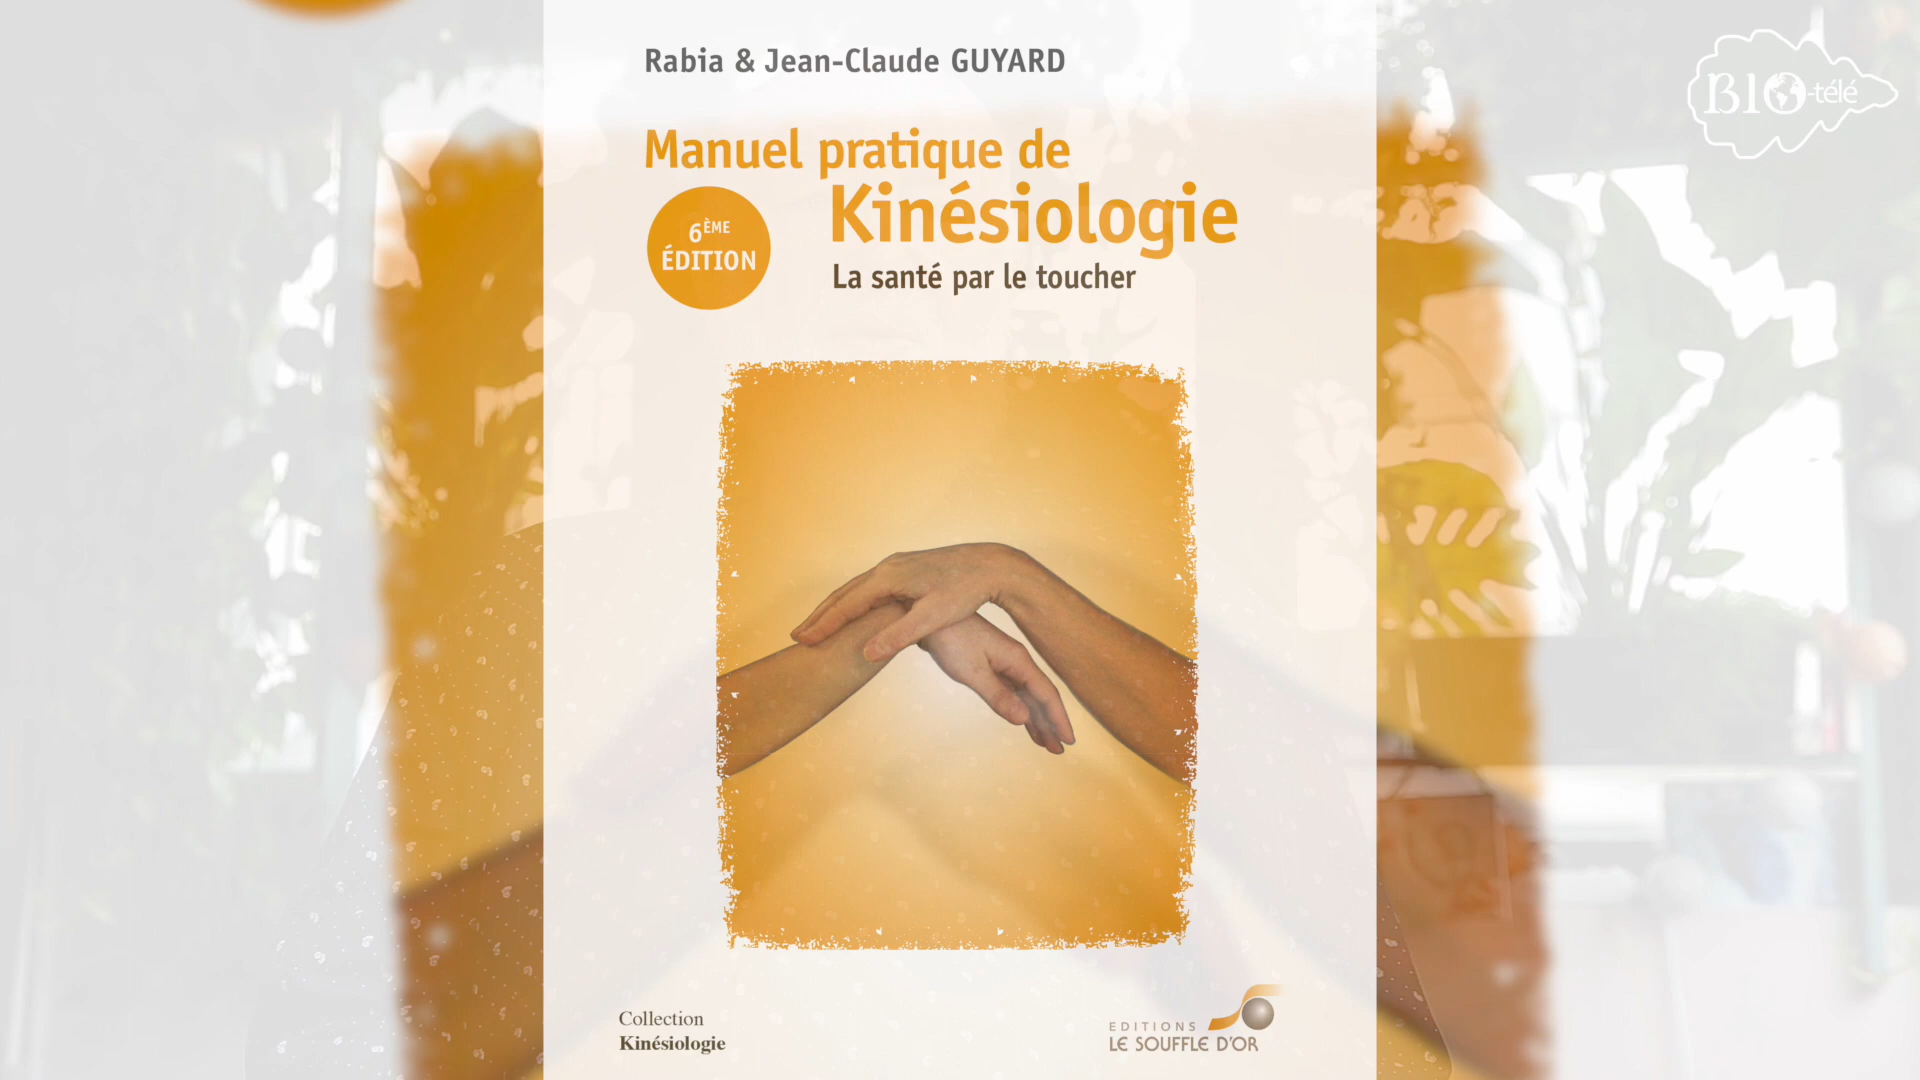 Rabia & Jean-Claude GUYARD
BIO-télé
Manuel pratique de
Kinésiologie
6ÈME
ÉDITION
La santé par le toucher
Collection
Kinésiologie
EDITIONS
LE SOUFFLE D'OR